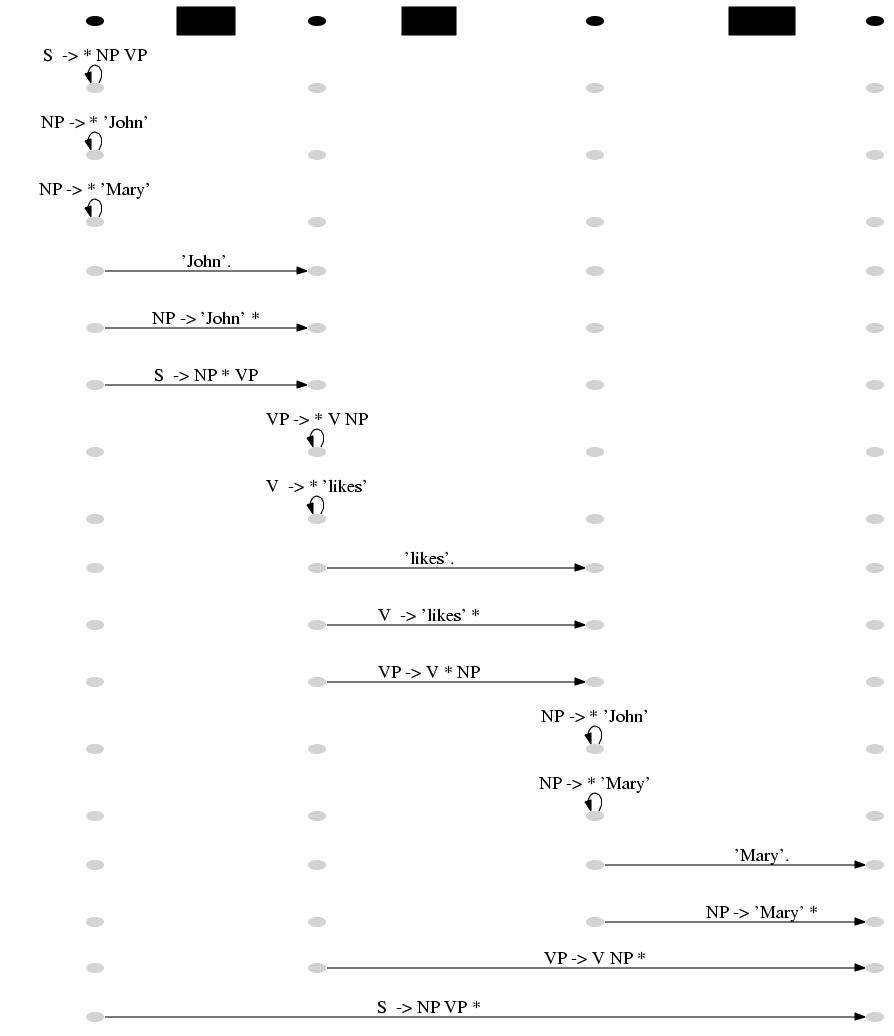 S -> * NP VP
NP -> * ’John’
NP -> * ’Mary’
’John’.
NP -> ’John’ *
S -> NP * VP
VP -> * V NP
V -> * ’likes’
’likes’.
V -> ’likes’ *
VP -> V * NP
NP -> * ’John’
NP -> * ’Mary’
’Mary’.
NP -> ’Mary’ *
VP -> V NP *
S -> NP VP *